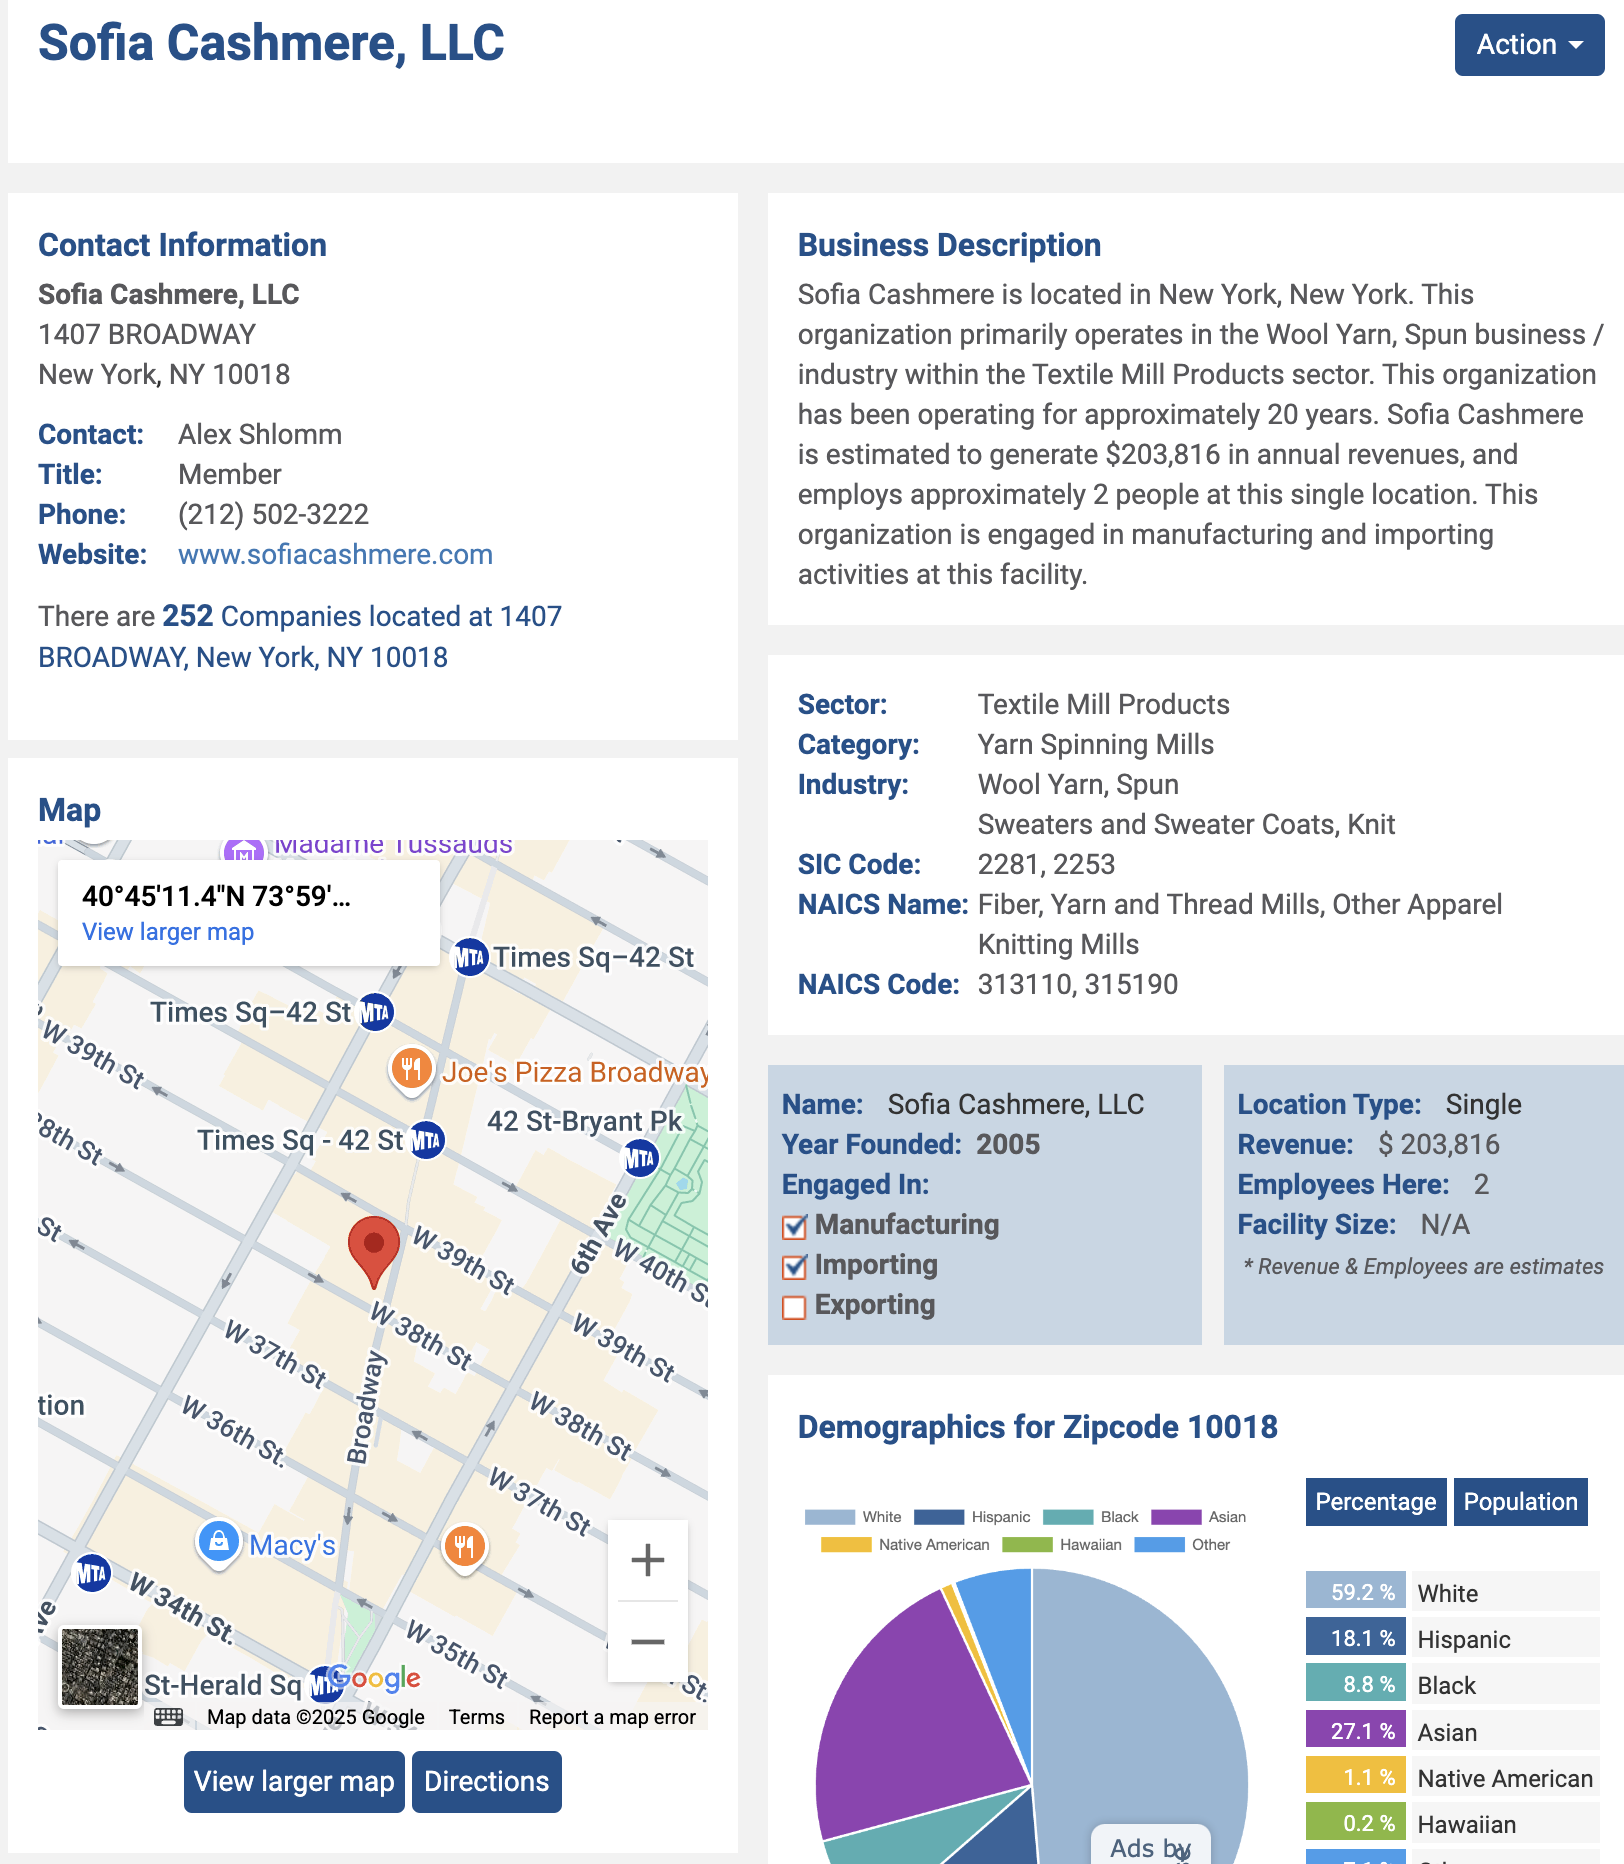 Sofia Cashmere, LLC
Action
Contact Information
Sofia Cashmere, LLC
1407 BROADWAY
New York, NY 10018
Contact: Alex Shlomm
Title: Member
Phone: (212) 502-3222
Website: www.sofiacashmere.com
There are 252 Companies located at 1407
BROADWAY, New York, NY 10018
Map
Madame Tussauds
40°45'11.4"N 73°59'...
View larger map
Times Sq–42 St
Times Sq–42 St
W 39th St
Joe's Pizza Broadway
42 St-Bryant Pk
Times Sq - 42 St
8th St
St
W 39th St
6th Ave
W 40th St
W 38th St
W 39th St
W 37th St
Broadway
tion
W 36th St.
W 38th St
W 37th St
Macy's
W 34th St.
W 35th St
St-Herald Sq
St.
MTA
MTA
MTA
MTA
MTA
Google
Map data ©2025 Google Terms Report a map error
View larger map Directions
Business Description
Sofia Cashmere is located in New York, New York. This
organization primarily operates in the Wool Yarn, Spun business /
industry within the Textile Mill Products sector. This organization
has been operating for approximately 20 years. Sofia Cashmere
is estimated to generate $203,816 in annual revenues, and
employs approximately 2 people at this single location. This
organization is engaged in manufacturing and importing
activities at this facility.
Sector: Textile Mill Products
Category: Yarn Spinning Mills
Industry: Wool Yarn, Spun
Sweaters and Sweater Coats, Knit
SIC Code: 2281, 2253
NAICS Name: Fiber, Yarn and Thread Mills, Other Apparel
Knitting Mills
NAICS Code: 313110, 315190
Name: Sofia Cashmere, LLC
Year Founded: 2005
Engaged In:
Manufacturing
Importing
Exporting
Location Type: Single
Revenue: $ 203,816
Employees Here: 2
Facility Size: N/A
* Revenue & Employees are estimates
Demographics for Zipcode 10018
Percentage Population
White Hispanic Black Asian
Native American Hawaiian Other
59.2 % White
18.1 % Hispanic
8.8 % Black
27.1 % Asian
1.1 % Native American
0.2 % Hawaiian
Ads by